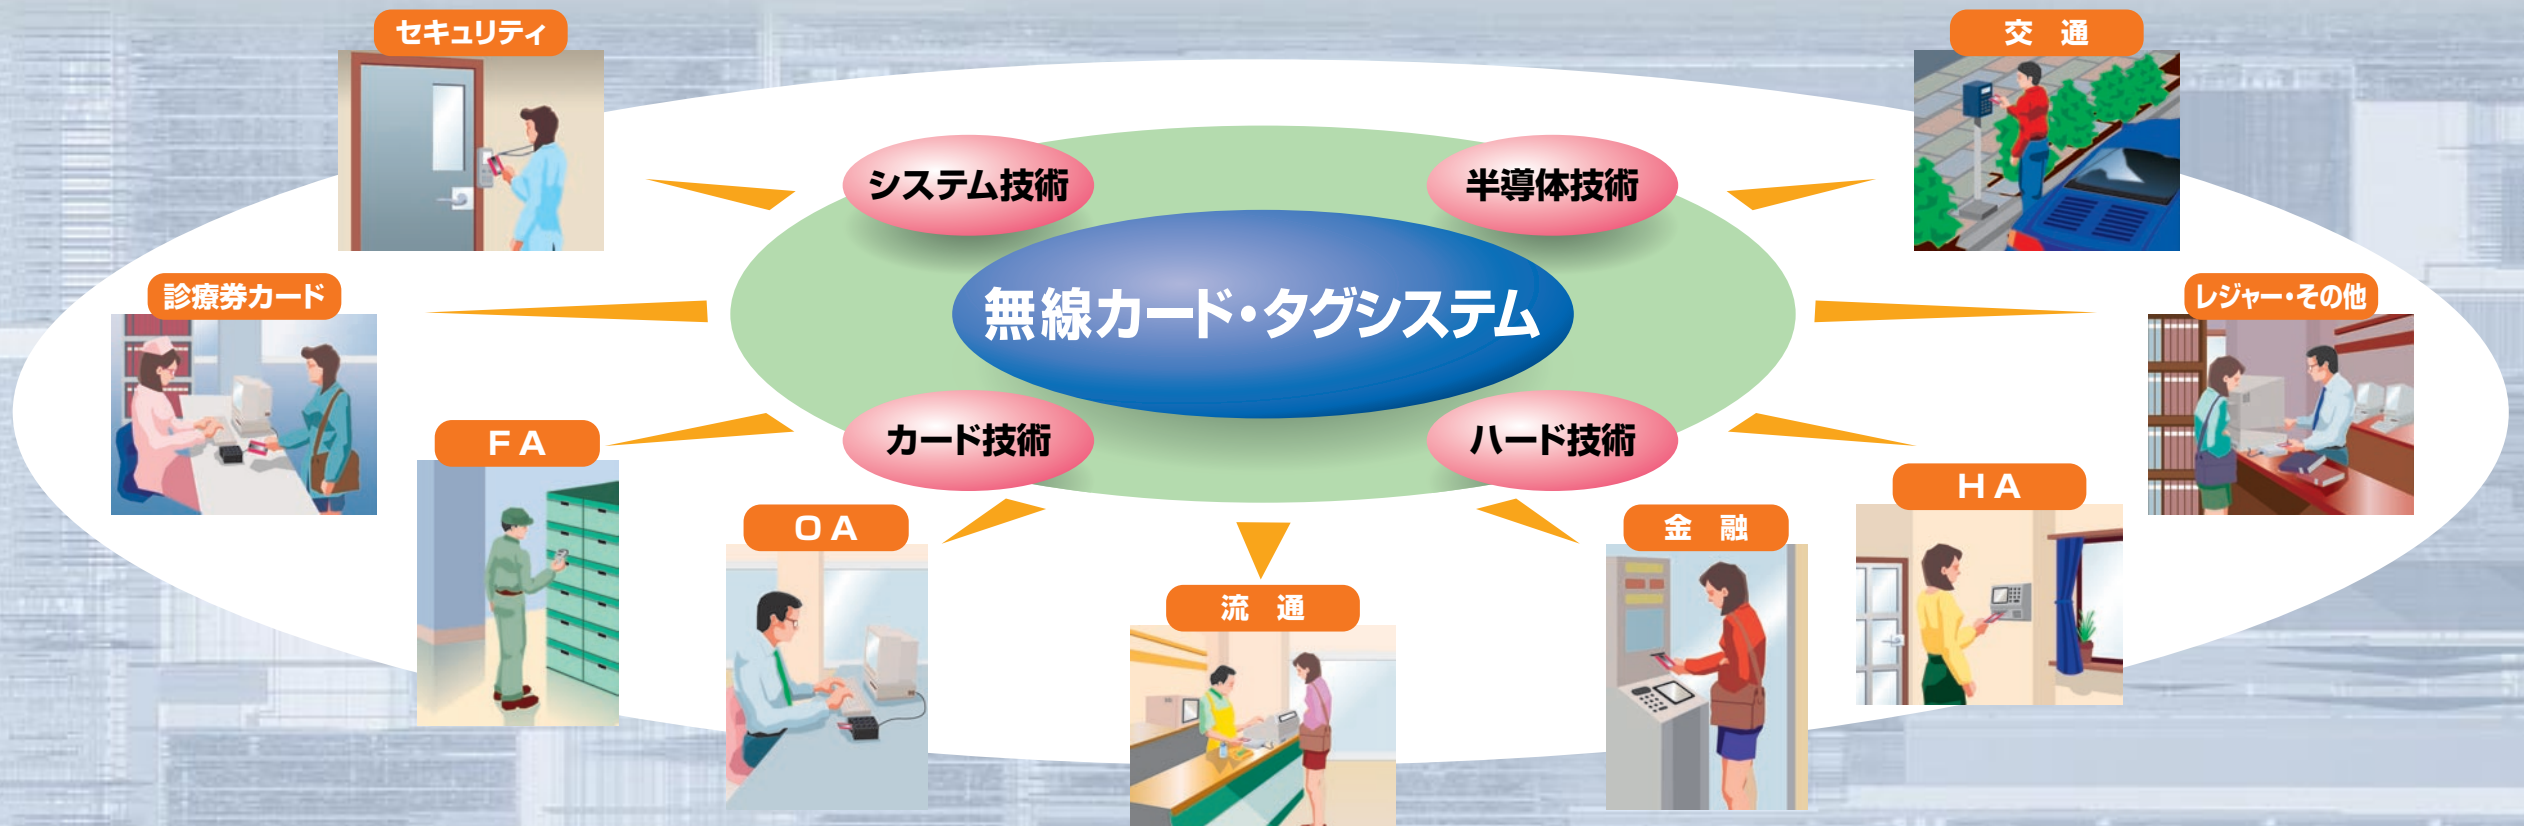 セキュリティ
交　通
システム技術
半導体技術
診療券カード
無線カード・タグシステム
レジャー・その他
ＦＡ
カード技術
ハード技術
ＨＡ
ＯＡ
金　融
流　通